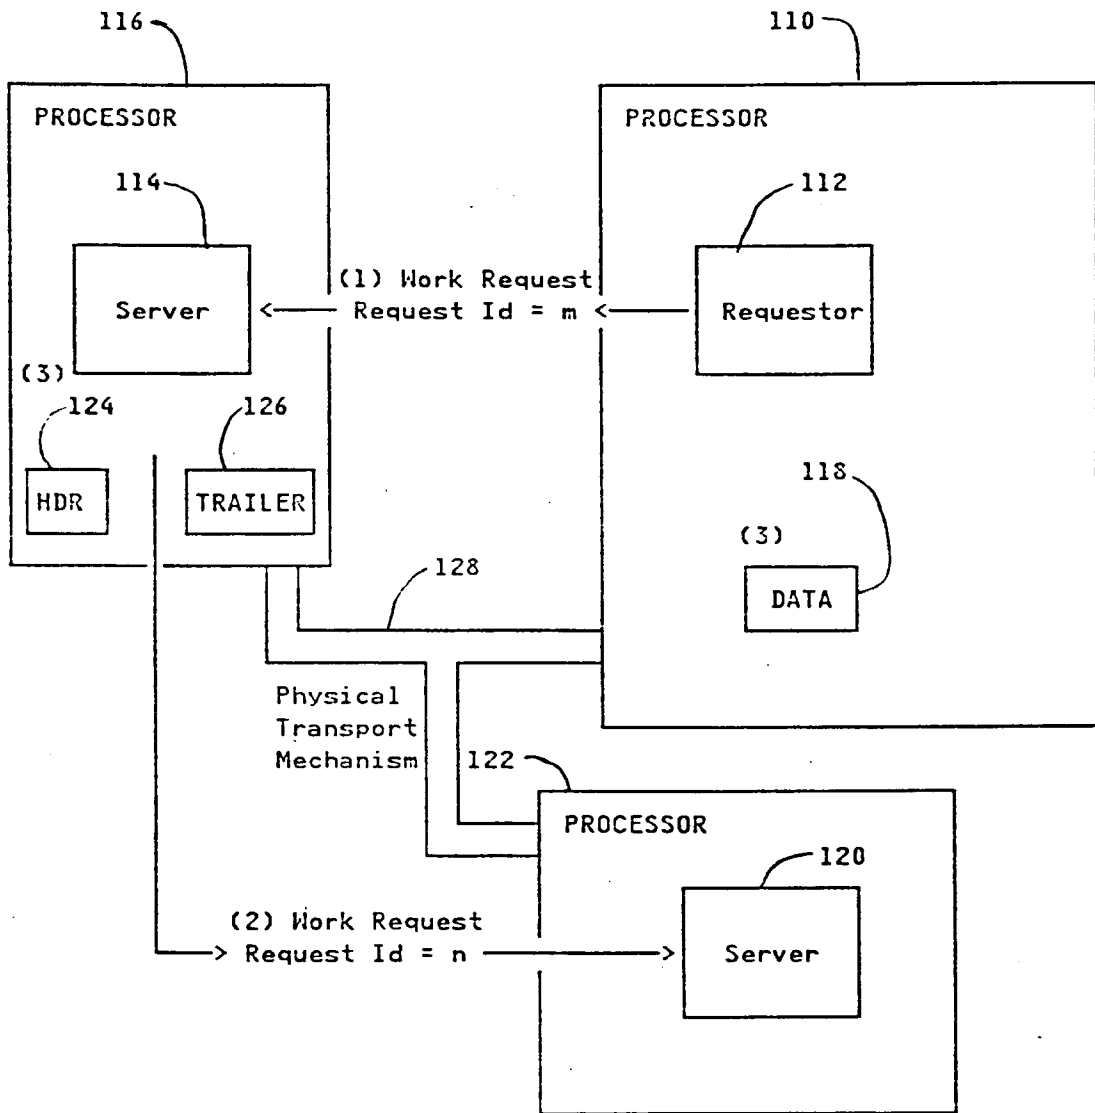 116
110
PROCESSOR
PROCESSOR
114
112
(1) Work Request
Request Id = m
Server
Requestor
(3)
124
126
118
HDR
TRAILER
(3)
DATA
128
Physical
Transport
Mechanism
122
PROCESSOR
120
(2) Work Request
Request Id = n
Server